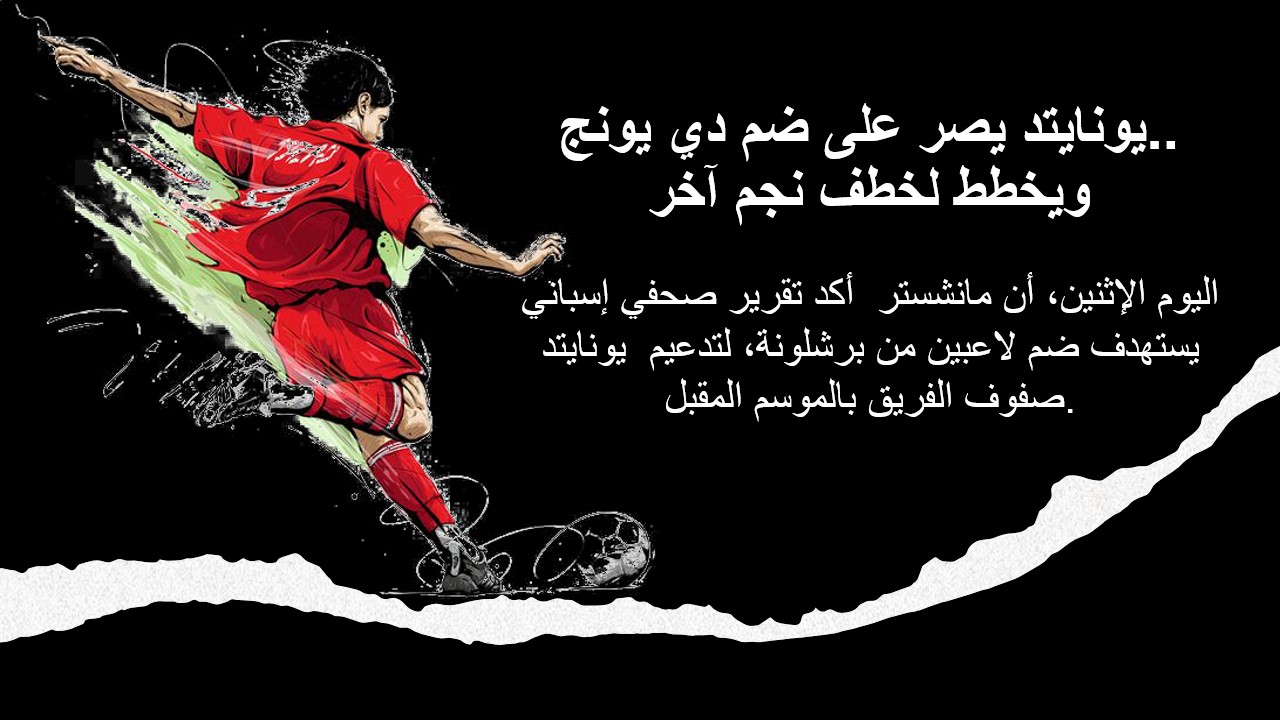 يونايتد يصر على ضم دي يونج..
ويخطط لخطف نجم آخر
اليوم الإثنين، أن مانشستر أكد تقرير صحفي إسباني
يستهدف ضم لاعبين من برشلونة، لتدعيم يونايتد
صفوف الفريق بالموسم المقبل.